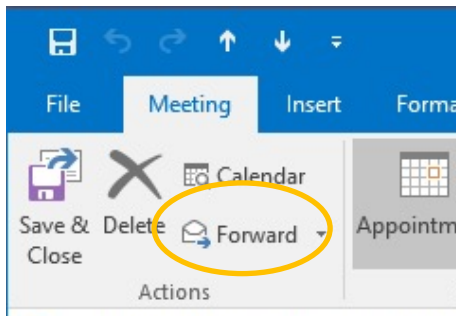 File Meeting Insert Forma
Calendar
Save & Close Delete Forward Appointm
Actions